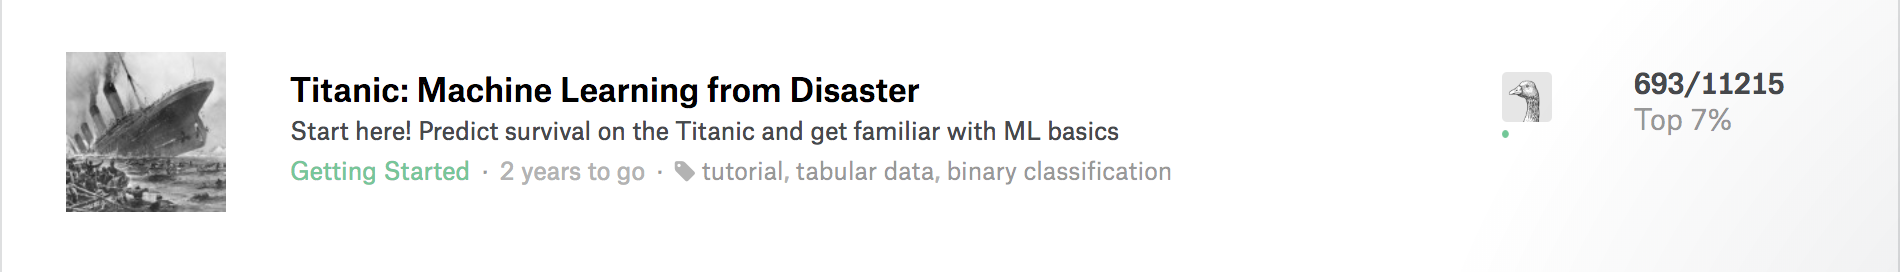 Titanic: Machine Learning from Disaster
Start here! Predict survival on the Titanic and get familiar with ML basics
Getting Started · 2 years to go · tutorial, tabular data, binary classification
693/11215
Top 7%